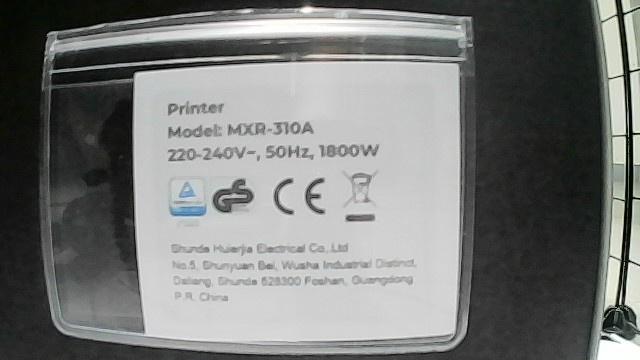 Printer
Model: MXR-310A
220-240V~, 50Hz, 1800W
CE
Shunde Huierjia Electrical Co.,Ltd
No.5, Shunyuan Bei, Wusha Industrial Distinct,
Daliang, Shunde 528300 Foshan, Guangdong
P.R. China